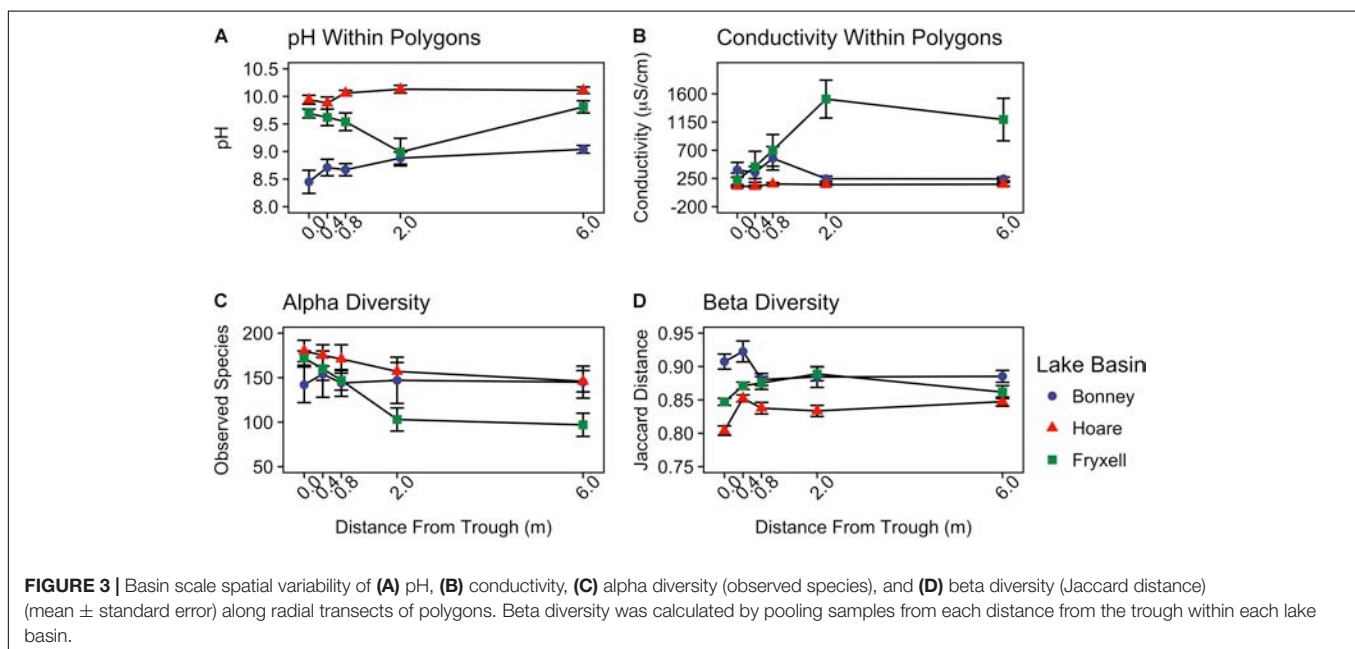 A pH Within Polygons
10.5
10.0
9.5
9.0
8.5
8.0
pH
0.0
0.4
0.8
2.0
6.0
B Conductivity Within Polygons
1600
1150
700
250
-200
Conductivity (μS/cm)
0.0
0.4
0.8
2.0
6.0
C Alpha Diversity
200
150
100
50
Observed Species
0.0
0.4
0.8
2.0
6.0
Distance From Trough (m)
D Beta Diversity
0.95
0.90
0.85
0.80
0.75
Jaccard Distance
0.0
0.4
0.8
2.0
6.0
Distance From Trough (m)
Lake Basin
Bonney
Hoare
Fryxell
FIGURE 3 | Basin scale spatial variability of (A) pH, (B) conductivity, (C) alpha diversity (observed species), and (D) beta diversity (Jaccard distance)
(mean ± standard error) along radial transects of polygons. Beta diversity was calculated by pooling samples from each distance from the trough within each lake
basin.